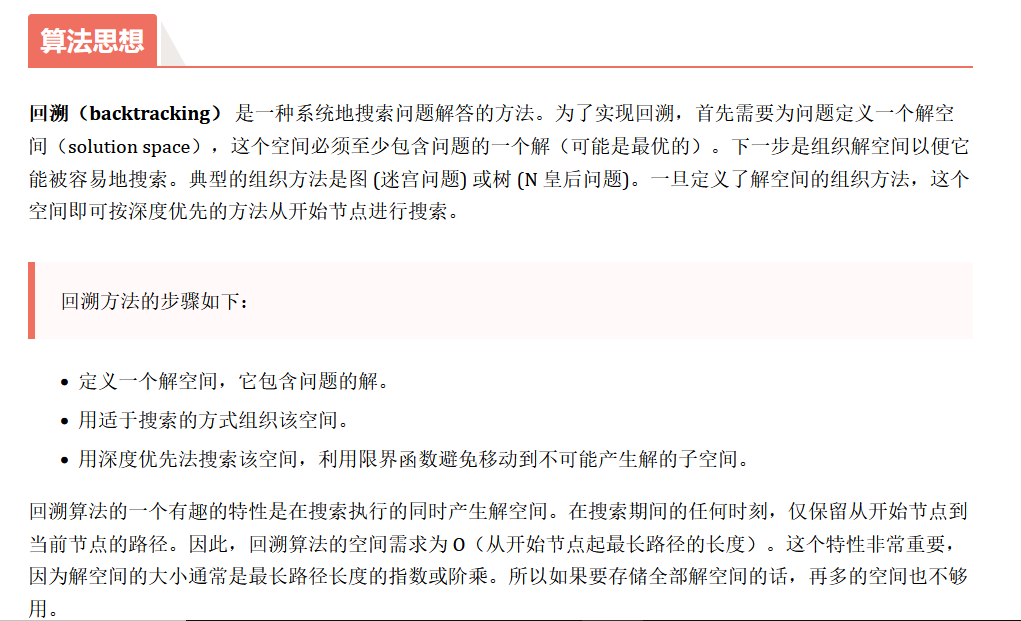 算法思想
回溯（backtracking） 是一种系统地搜索问题解答的方法。为了实现回溯，首先需要为问题定义一个解空
间（solution space），这个空间必须至少包含问题的一个解（可能是最优的）。下一步是组织解空间以便它
能被容易地搜索。典型的组织方法是图 (迷宫问题) 或树 (N 皇后问题)。一旦定义了解空间的组织方法，这个
空间即可按深度优先的方法从开始节点进行搜索。
回溯方法的步骤如下：
• 定义一个解空间，它包含问题的解。
• 用适于搜索的方式组织该空间。
• 用深度优先法搜索该空间，利用限界函数避免移动到不可能产生解的子空间。
回溯算法的一个有趣的特性是在搜索执行的同时产生解空间。在搜索期间的任何时刻，仅保留从开始节点到
当前节点的路径。因此，回溯算法的空间需求为 O（从开始节点起最长路径的长度）。这个特性非常重要，
因为解空间的大小通常是最长路径长度的指数或阶乘。所以如果要存储全部解空间的话，再多的空间也不够
用。